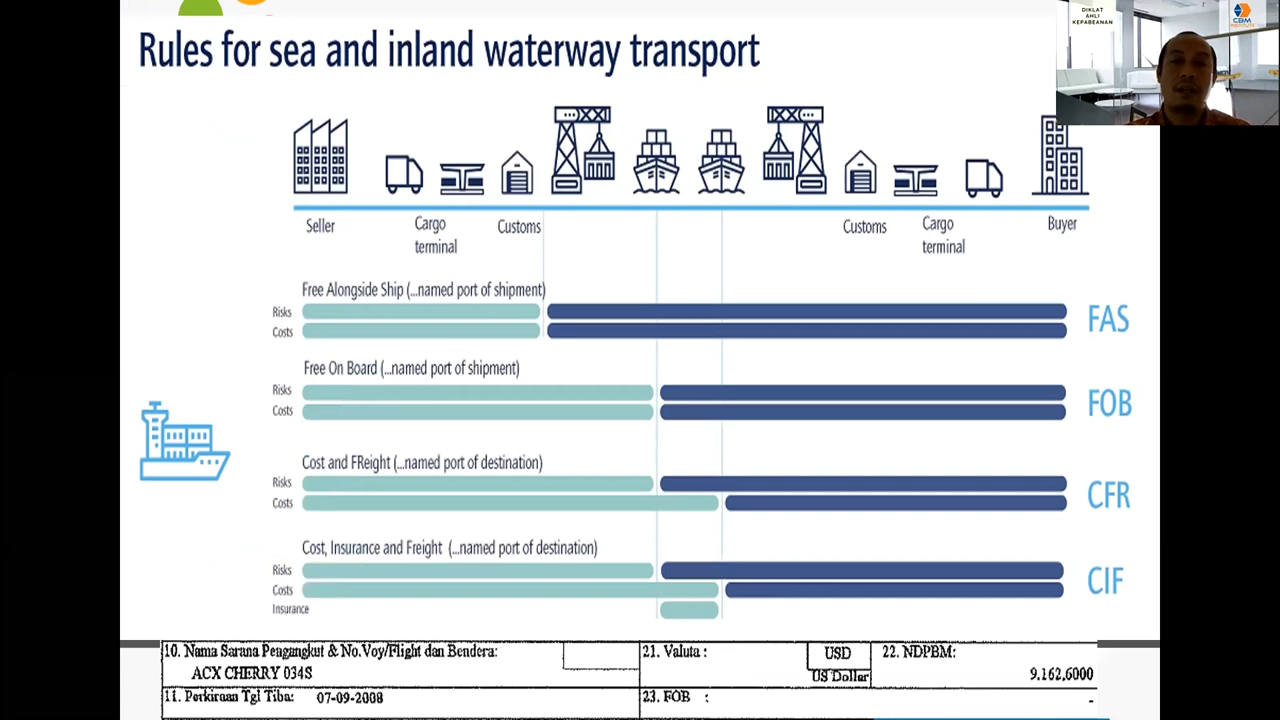 DIKLAT
AHLI
KEPABEANAN
CBM
INSTITUTE
Rules for sea and inland waterway transport
Seller
Cargo
terminal
Customs
Customs
Cargo
terminal
Buyer
Free Alongside Ship (...named port of shipment)
Risks
Costs
FAS
Free On Board (...named port of shipment)
Risks
Costs
FOB
Cost and FReight (...named port of destination)
Risks
Costs
CFR
Cost, Insurance and Freight (...named port of destination)
Risks
Costs
Insurance
CIF
10. Nama Sarana Pengangkut & No.Voy/Flight dan Bendera:
ACX CHERRY 034S
21. Valuta :
USD
US Dollar
22. NDPBM:
9.162,6000
11. Perkiraan Tgl Tiba: 07-09-2008
23. FOB :
-